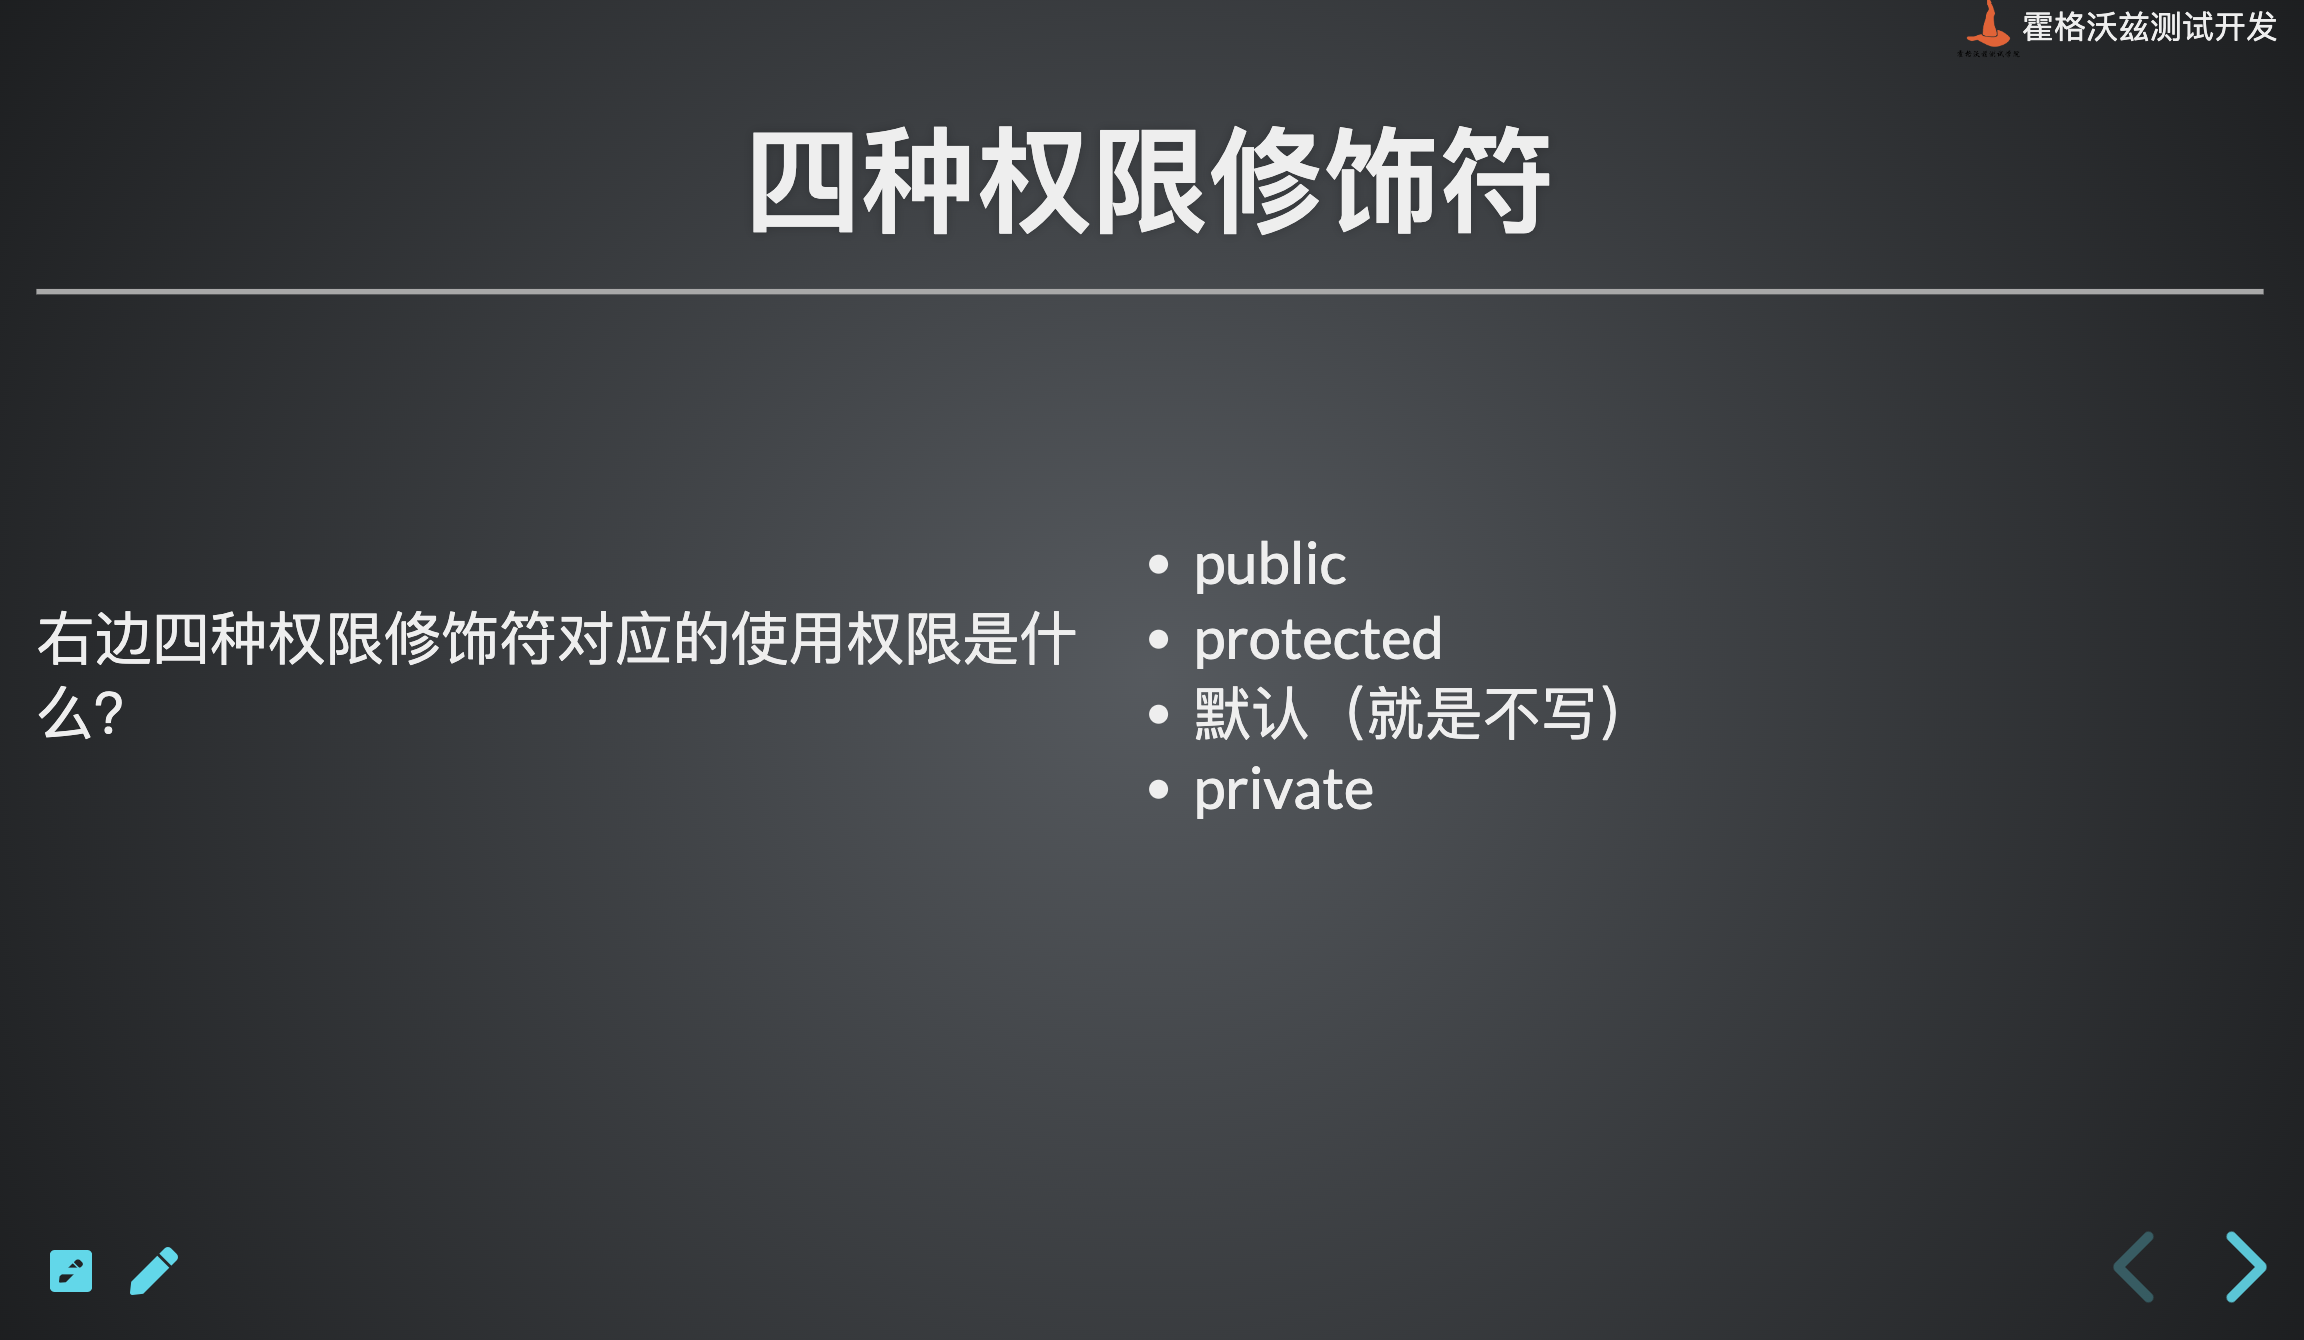 霍格沃兹测试开发
四种权限修饰符
右边四种权限修饰符对应的使用权限是什
么？
public
protected
默认（就是不写）
private